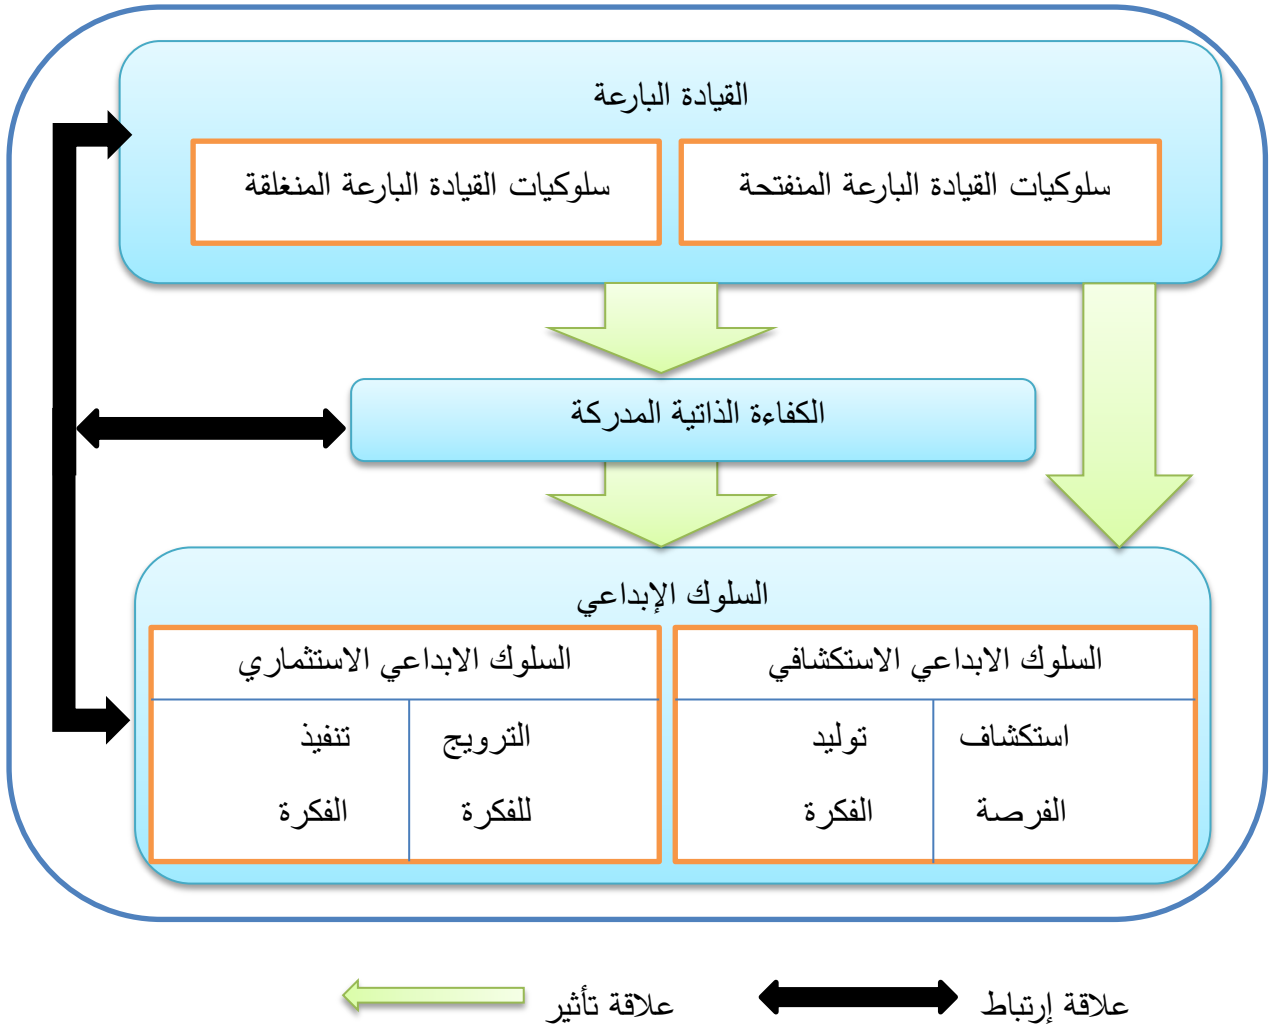 القيادة البارعة
سلوكيات القيادة البارعة المنفتحة
سلوكيات القيادة البارعة المنغلقة
الكفاءة الذاتية المدركة
السلوك الإبداعي
السلوك الابداعي الاستكشافي
استكشاف
الفرصة
توليد
الفكرة
السلوك الابداعي الاستثماري
الترويج
للفكرة
تنفيذ
الفكرة
علاقة إرتباط
علاقة تأثير